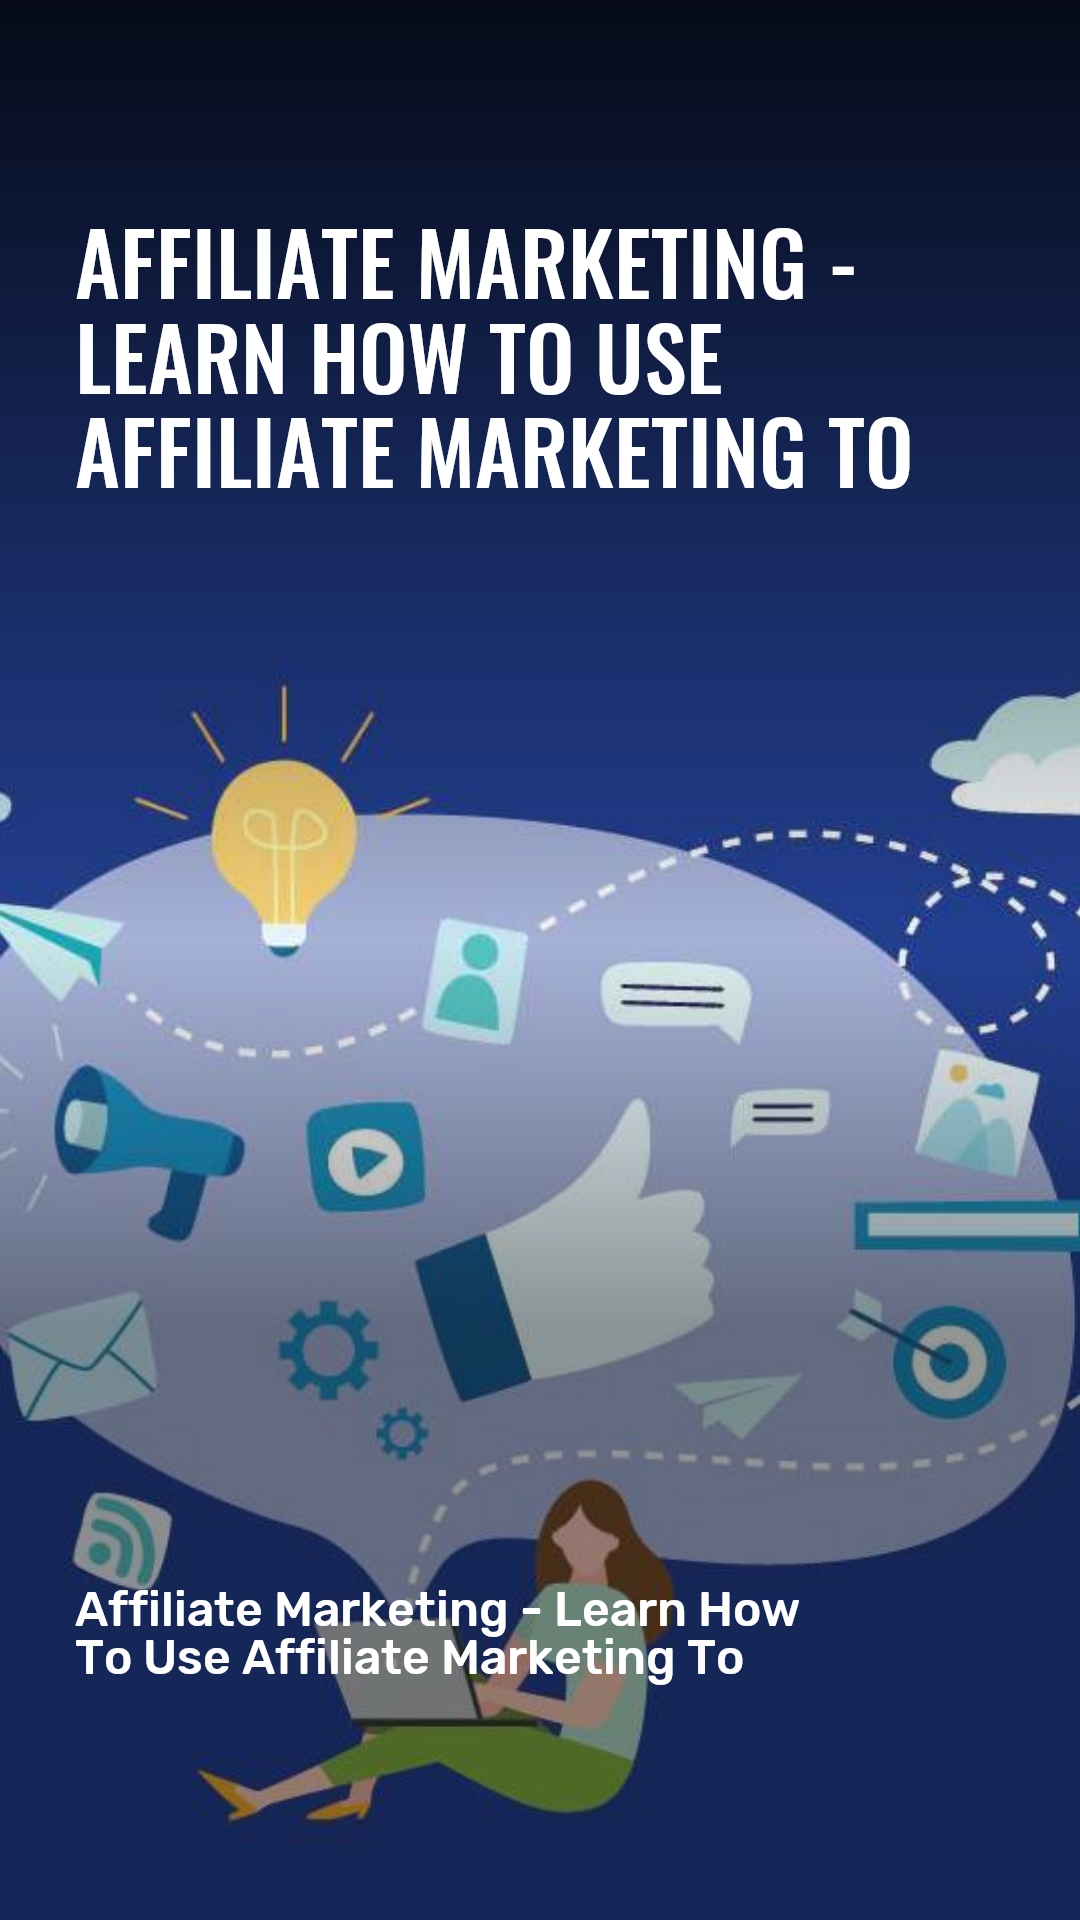 AFFILIATE MARKETING -
LEARN HOW TO USE
AFFILIATE MARKETING TO
Affiliate Marketing - Learn How
To Use Affiliate Marketing To